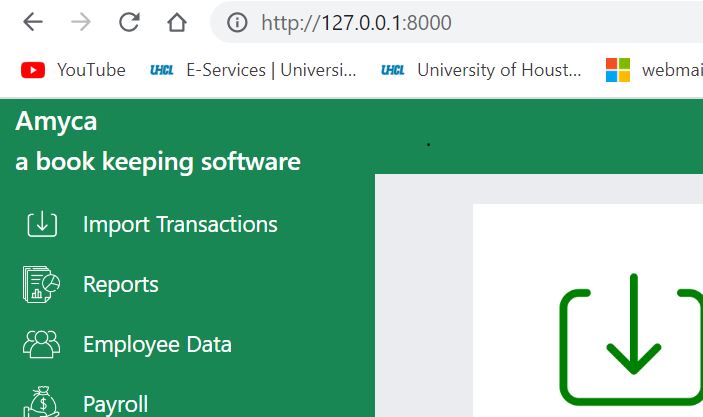 http://127.0.0.1:8000
YouTube UHCL E-Services | Universi... UHCL University of Houst... webmai
Amyca
a book keeping software
Import Transactions
Reports
Employee Data
Payroll